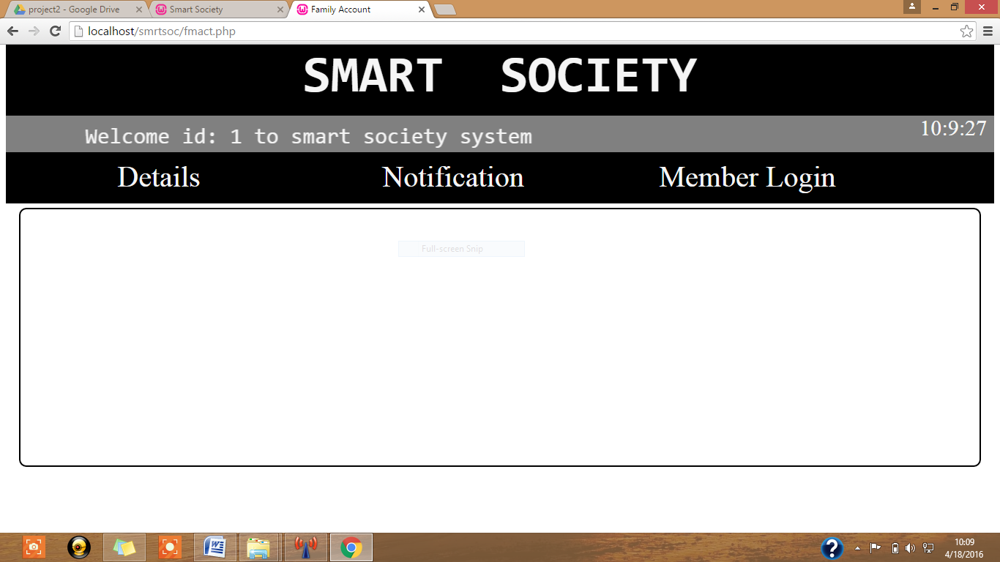 project2 - Google Drive
Smart Society
Family Account
localhost/smrtsoc/fmact.php
SMART SOCIETY
Welcome id: 1 to smart society system
10:9:27
Details
Notification
Member Login
Full-screen Snip
10:09
4/18/2016